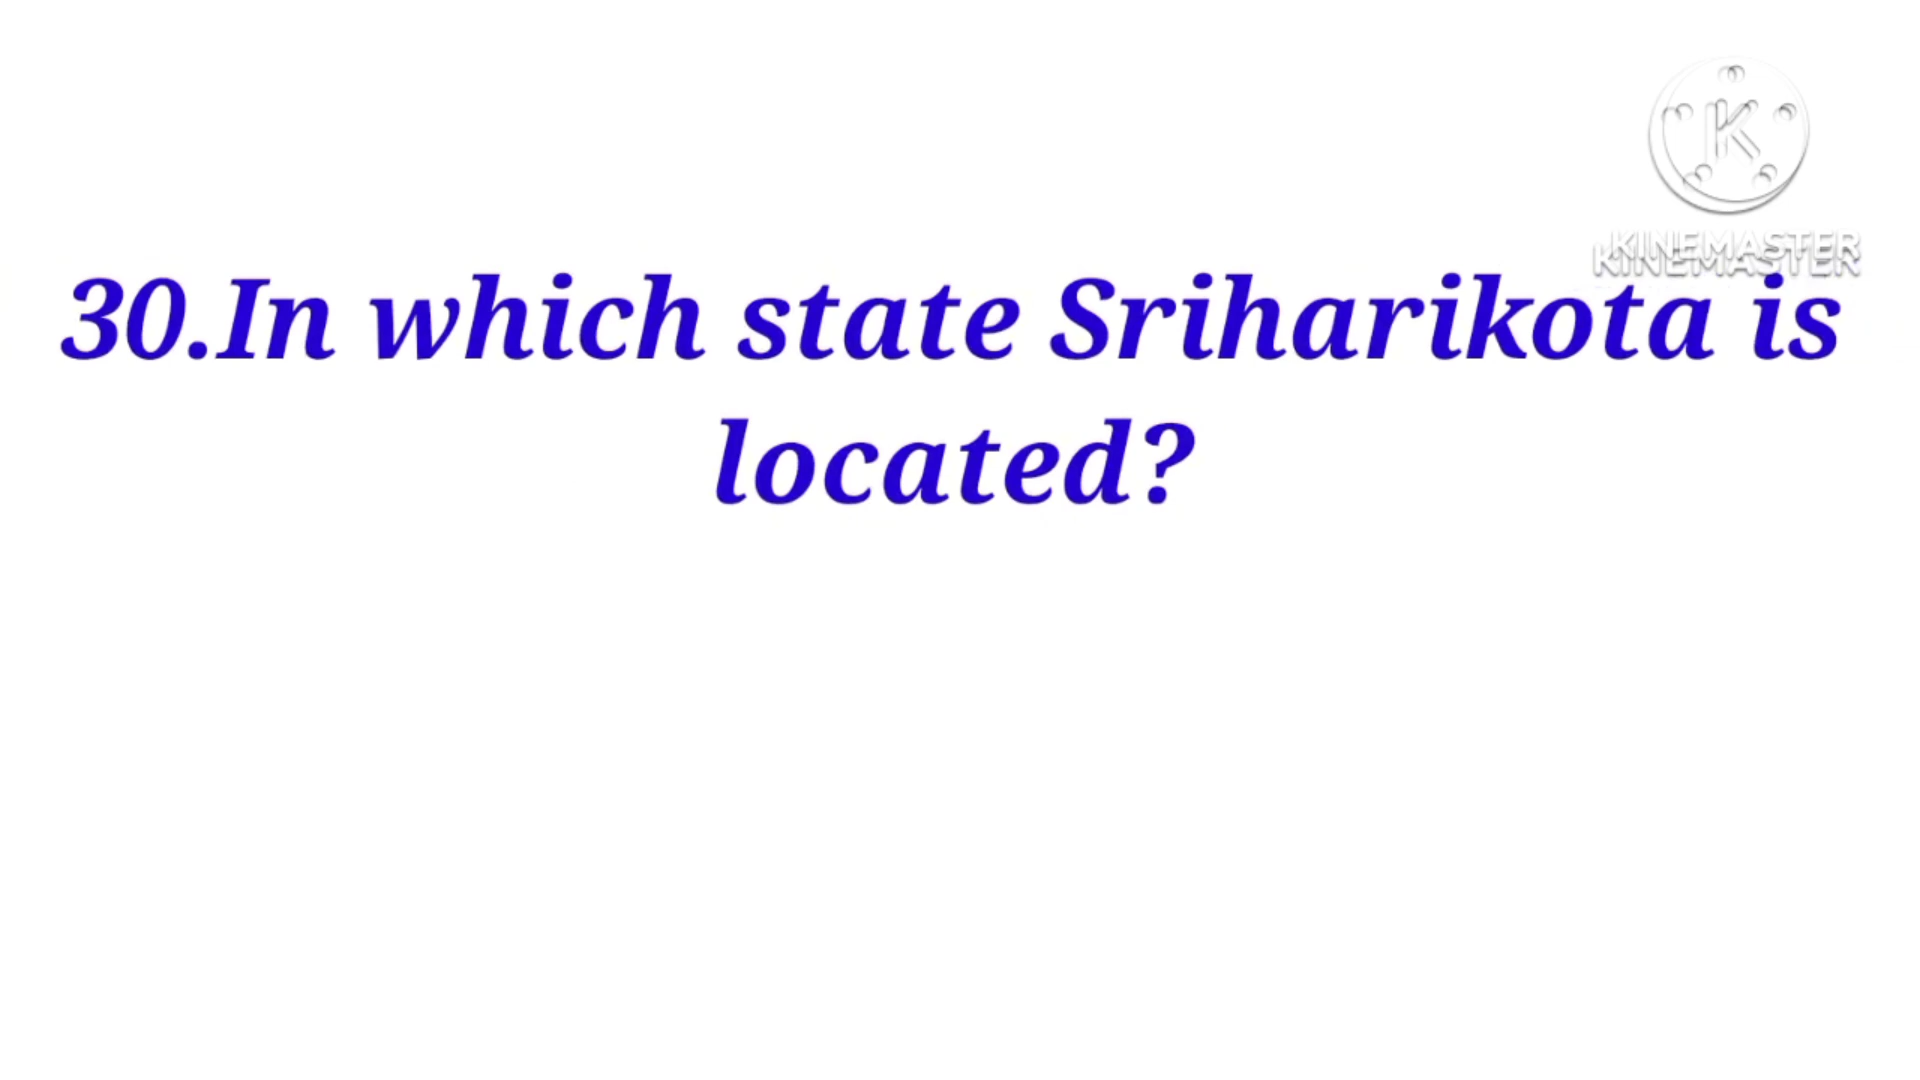 K
KINEMASTER
30.In which state Sriharikota is
located?